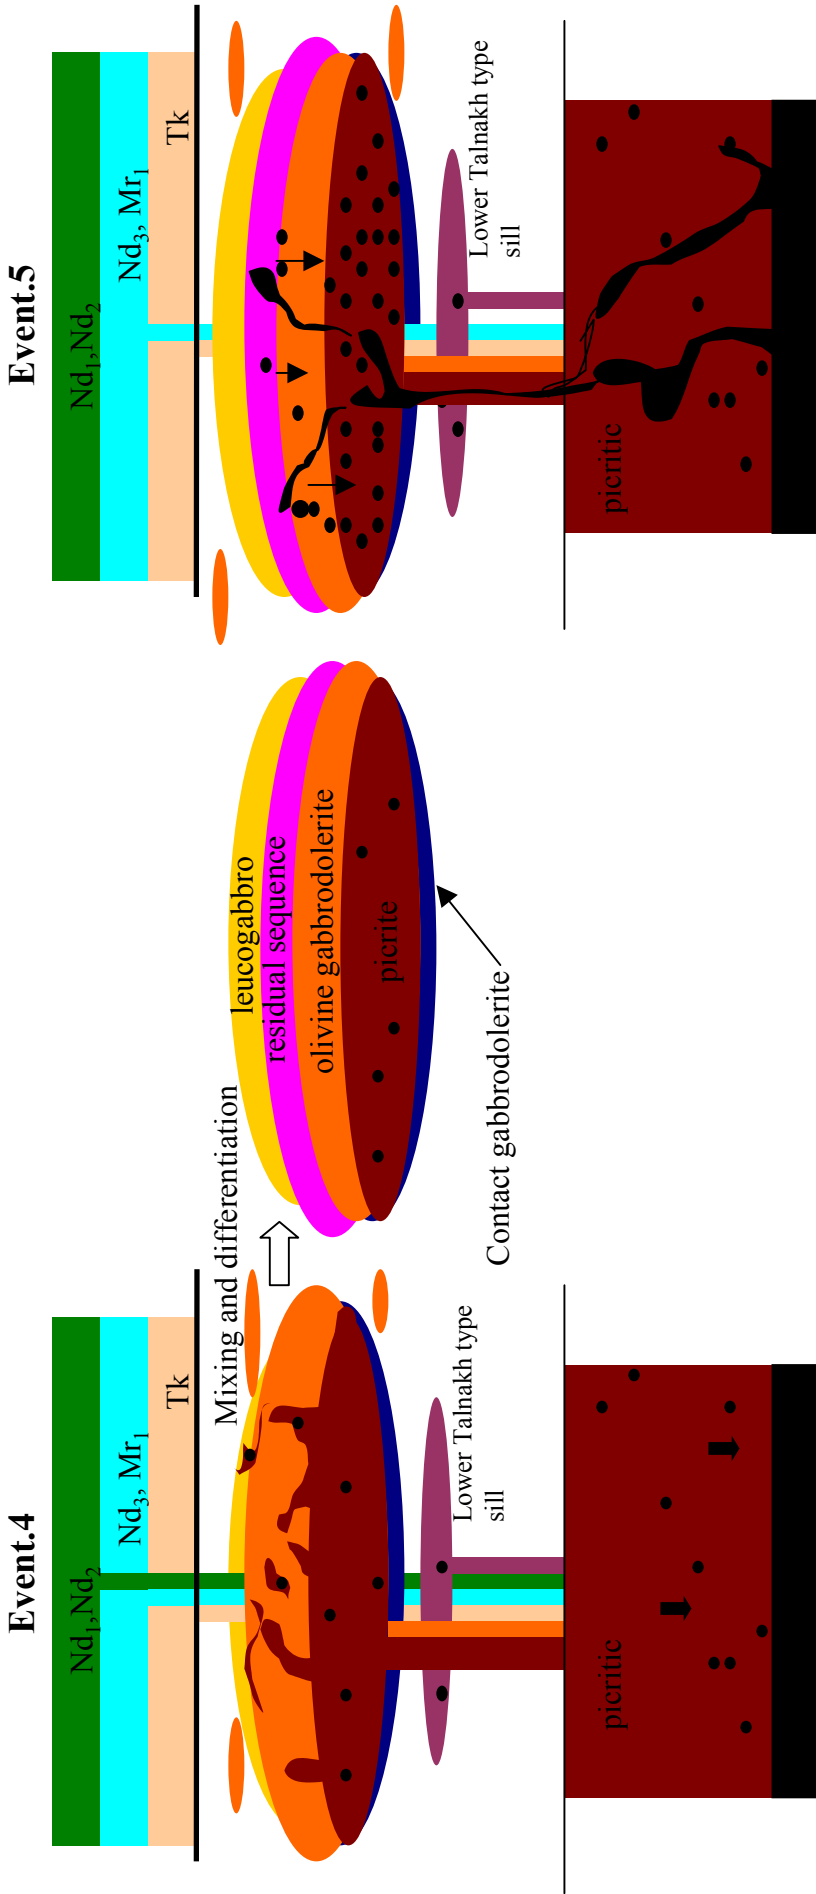 Event.4
Nd1,Nd2
Nd3, Mr1
Tk
Mixing and differentiation
Lower Talnakh type
sill
picritic
leucogabbro
residual sequence
olivine gabbrodolerite
picrite
Contact gabbrodolerite
Event.5
Nd1,Nd2
Nd3, Mr1
Tk
Lower Talnakh type
sill
picritic